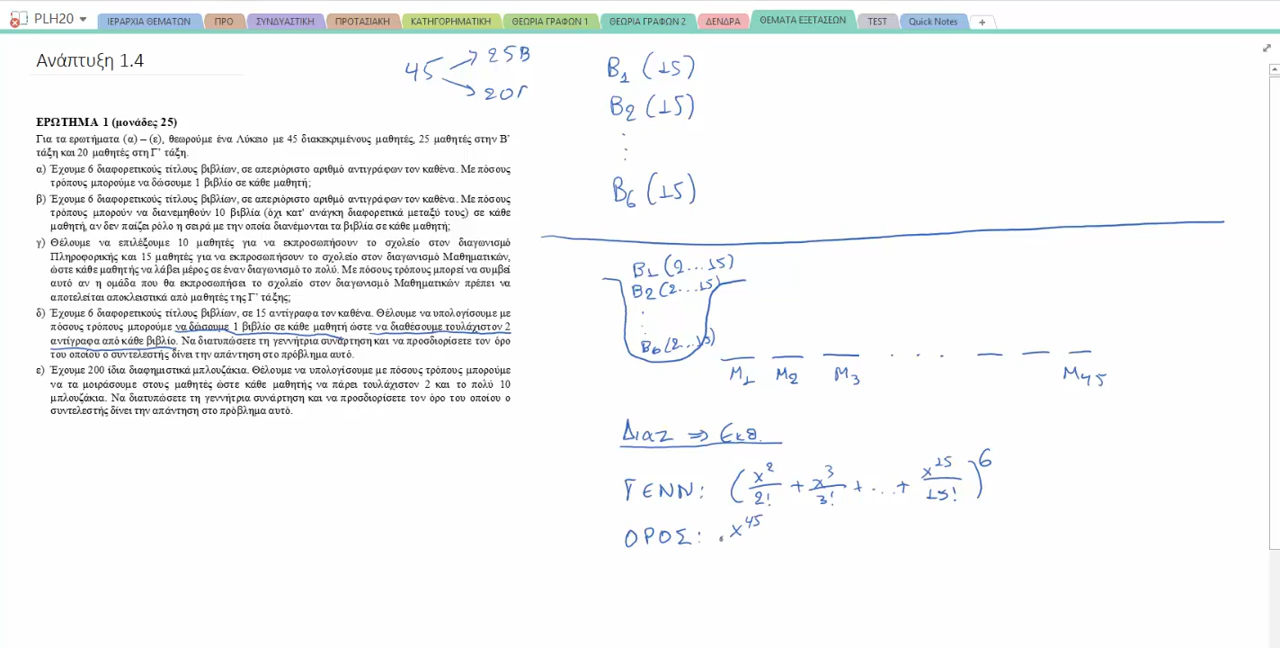 PLH20 ΙΕΡΑΡΧΙΑ ΘΕΜΑΤΩΝ ΠΡΟ ΣΥΝΔΥΑΣΤΙΚΗ ΠΡΟΤΑΣΙΑΚΗ ΚΑΤΗΓΟΡΗΜΑΤΙΚΗ ΘΕΩΡΙΑ ΓΡΑΦΩΝ 1 ΘΕΩΡΙΑ ΓΡΑΦΩΝ 2 ΔΕΝΔΡΑ ΘΕΜΑΤΑ ΕΞΕΤΑΣΕΩΝ TEST Quick Notes +
Ανάπτυξη 1.4
ΕΡΩΤΗΜΑ 1 (μονάδες 25)
Για τα ερωτήματα (α) – (ε), θεωρούμε ένα Λύκειο με 45 διακεκριμένους μαθητές, 25 μαθητές στην Β'
τάξη και 20 μαθητές στη Γ' τάξη.
α) Έχουμε 6 διαφορετικούς τίτλους βιβλίων, σε απεριόριστο αριθμό αντιγράφων τον καθένα. Με πόσους
τρόπους μπορούμε να δώσουμε 1 βιβλίο σε κάθε μαθητή;
β) Έχουμε 6 διαφορετικούς τίτλους βιβλίων, σε απεριόριστο αριθμό αντιγράφων τον καθένα. Με πόσους
τρόπους μπορούν να διανεμηθούν 10 βιβλία (όχι κατ' ανάγκη διαφορετικά μεταξύ τους) σε κάθε
μαθητή, αν δεν παίζει ρόλο η σειρά με την οποία διανέμονται τα βιβλία σε κάθε μαθητή;
γ) Θέλουμε να επιλέξουμε 10 μαθητές για να εκπροσωπήσουν το σχολείο στον διαγωνισμό
Πληροφορικής και 15 μαθητές για να εκπροσωπήσουν το σχολείο στον διαγωνισμό Μαθηματικών,
ώστε κάθε μαθητής να λάβει μέρος σε έναν διαγωνισμό το πολύ. Με πόσους τρόπους μπορεί να συμβεί
αυτό αν η ομάδα που θα εκπροσωπήσει το σχολείο στον διαγωνισμό Μαθηματικών πρέπει να
αποτελείται αποκλειστικά από μαθητές της Γ' τάξης;
δ) Έχουμε 6 διαφορετικούς τίτλους βιβλίων, σε 15 αντίγραφα τον καθένα. Θέλουμε να υπολογίσουμε με
πόσους τρόπους μπορούμε να δώσουμε 1 βιβλίο σε κάθε μαθητή ώστε να διαθέσουμε τουλάχιστον 2
αντίγραφα από κάθε βιβλίο. Να διατυπώσετε τη γεννήτρια συνάρτηση και να προσδιορίσετε τον όρο
του οποίου ο συντελεστής δίνει την απάντηση στο πρόβλημα αυτό.
ε) Έχουμε 200 ίδια διαφημιστικά μπλουζάκια. Θέλουμε να υπολογίσουμε με πόσους τρόπους μπορούμε
να τα μοιράσουμε στους μαθητές ώστε κάθε μαθητής να πάρει τουλάχιστον 2 και το πολύ 10
μπλουζάκια. Να διατυπώσετε τη γεννήτρια συνάρτηση και να προσδιορίσετε τον όρο του οποίου ο
συντελεστής δίνει την απάντηση στο πρόβλημα αυτό.
45 → 25Β
→ 20Γ
Β1 (15)
Β2 (15)
⋮
Β6 (15)
Β1 (2...15)
Β2 (2...15)
⋮
Β6 (2...15)
Μ1 Μ2 Μ3 . . . Μ45
Διαζ ⇒ Εκθ.
ΓΕΝΝ: (x^2/2! + x^3/3! + ... + x^15/15!)^6
ΟΡΟΣ: x^45